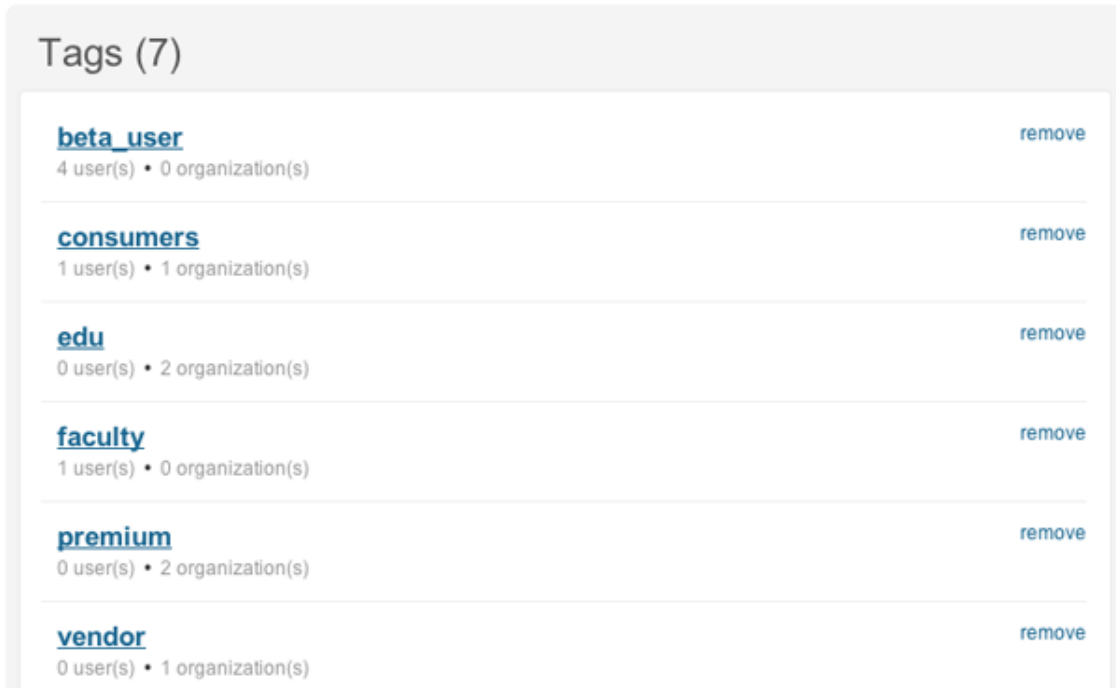 Tags (7)
beta_user remove
4 user(s) • 0 organization(s)
consumers remove
1 user(s) • 1 organization(s)
edu remove
0 user(s) • 2 organization(s)
faculty remove
1 user(s) • 0 organization(s)
premium remove
0 user(s) • 2 organization(s)
vendor remove
0 user(s) • 1 organization(s)